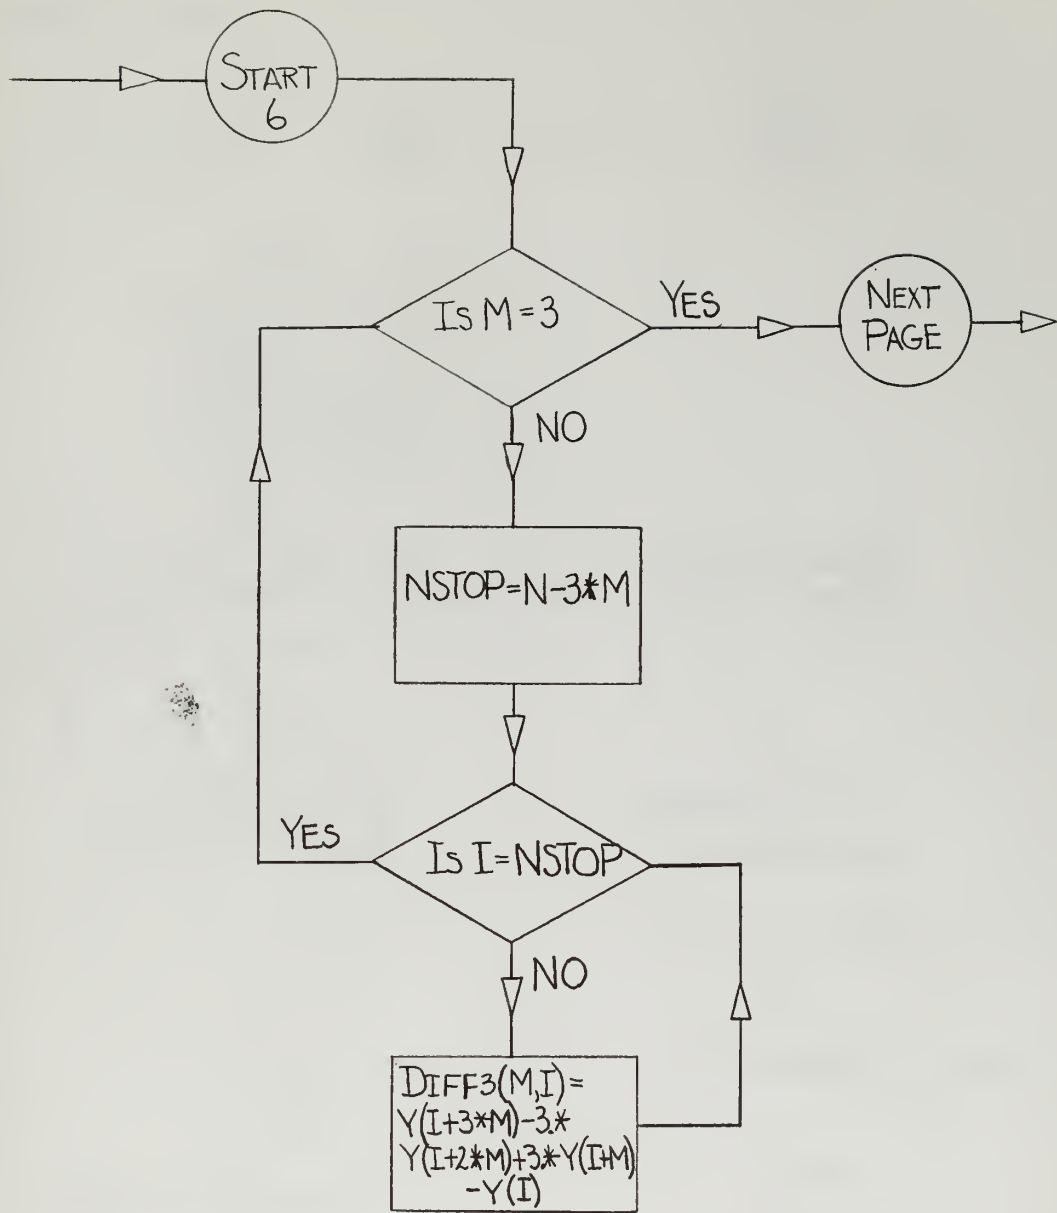 START
6
IS M = 3
YES
NEXT
PAGE
NO
NSTOP=N-3*M
YES
IS I=NSTOP
NO
DIFF3(M,I)=
Y(I+3*M)-3.*
Y(I+2*M)+3.*Y(I+M)
-Y(I)